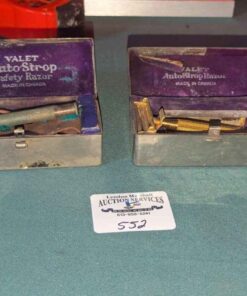 VALET
AutoStrop
Safety Razor
MADE IN CANADA
VALET
AutoStrop Razor
MADE IN CANADA
AUCTION SERVICES
552